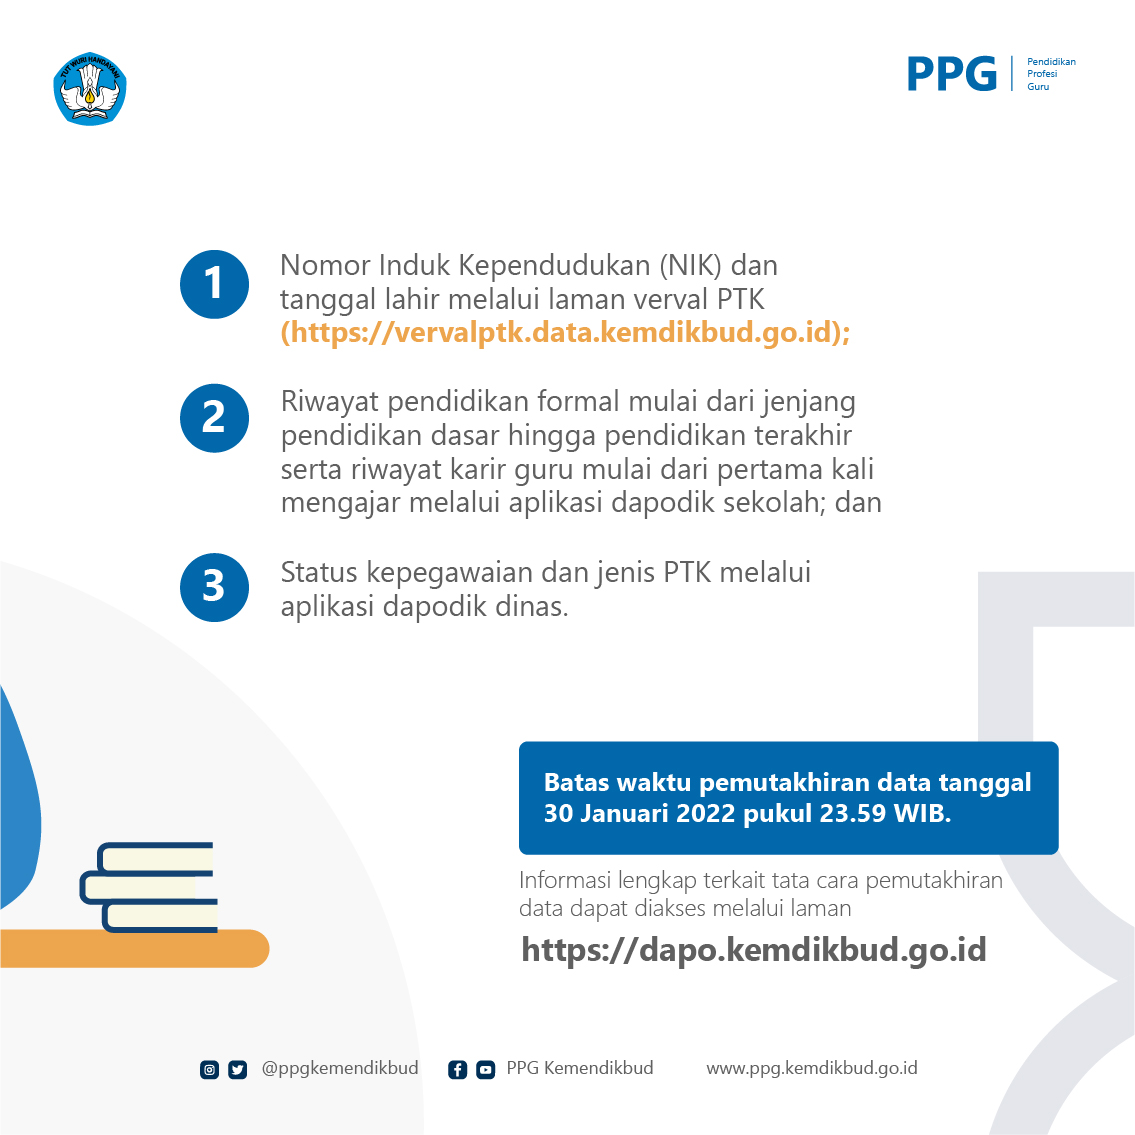 TUT WURI HANDAYANI
PPG
Pendidikan
Profesi
Guru
1
Nomor Induk Kependudukan (NIK) dan
tanggal lahir melalui laman verval PTK
(https://vervalptk.data.kemdikbud.go.id);
2
Riwayat pendidikan formal mulai dari jenjang
pendidikan dasar hingga pendidikan terakhir
serta riwayat karir guru mulai dari pertama kali
mengajar melalui aplikasi dapodik sekolah; dan
3
Status kepegawaian dan jenis PTK melalui
aplikasi dapodik dinas.
Batas waktu pemutakhiran data tanggal
30 Januari 2022 pukul 23.59 WIB.
Informasi lengkap terkait tata cara pemutakhiran
data dapat diakses melalui laman
https://dapo.kemdikbud.go.id
@ppgkemendikbud PPG Kemendikbud www.ppg.kemdikbud.go.id